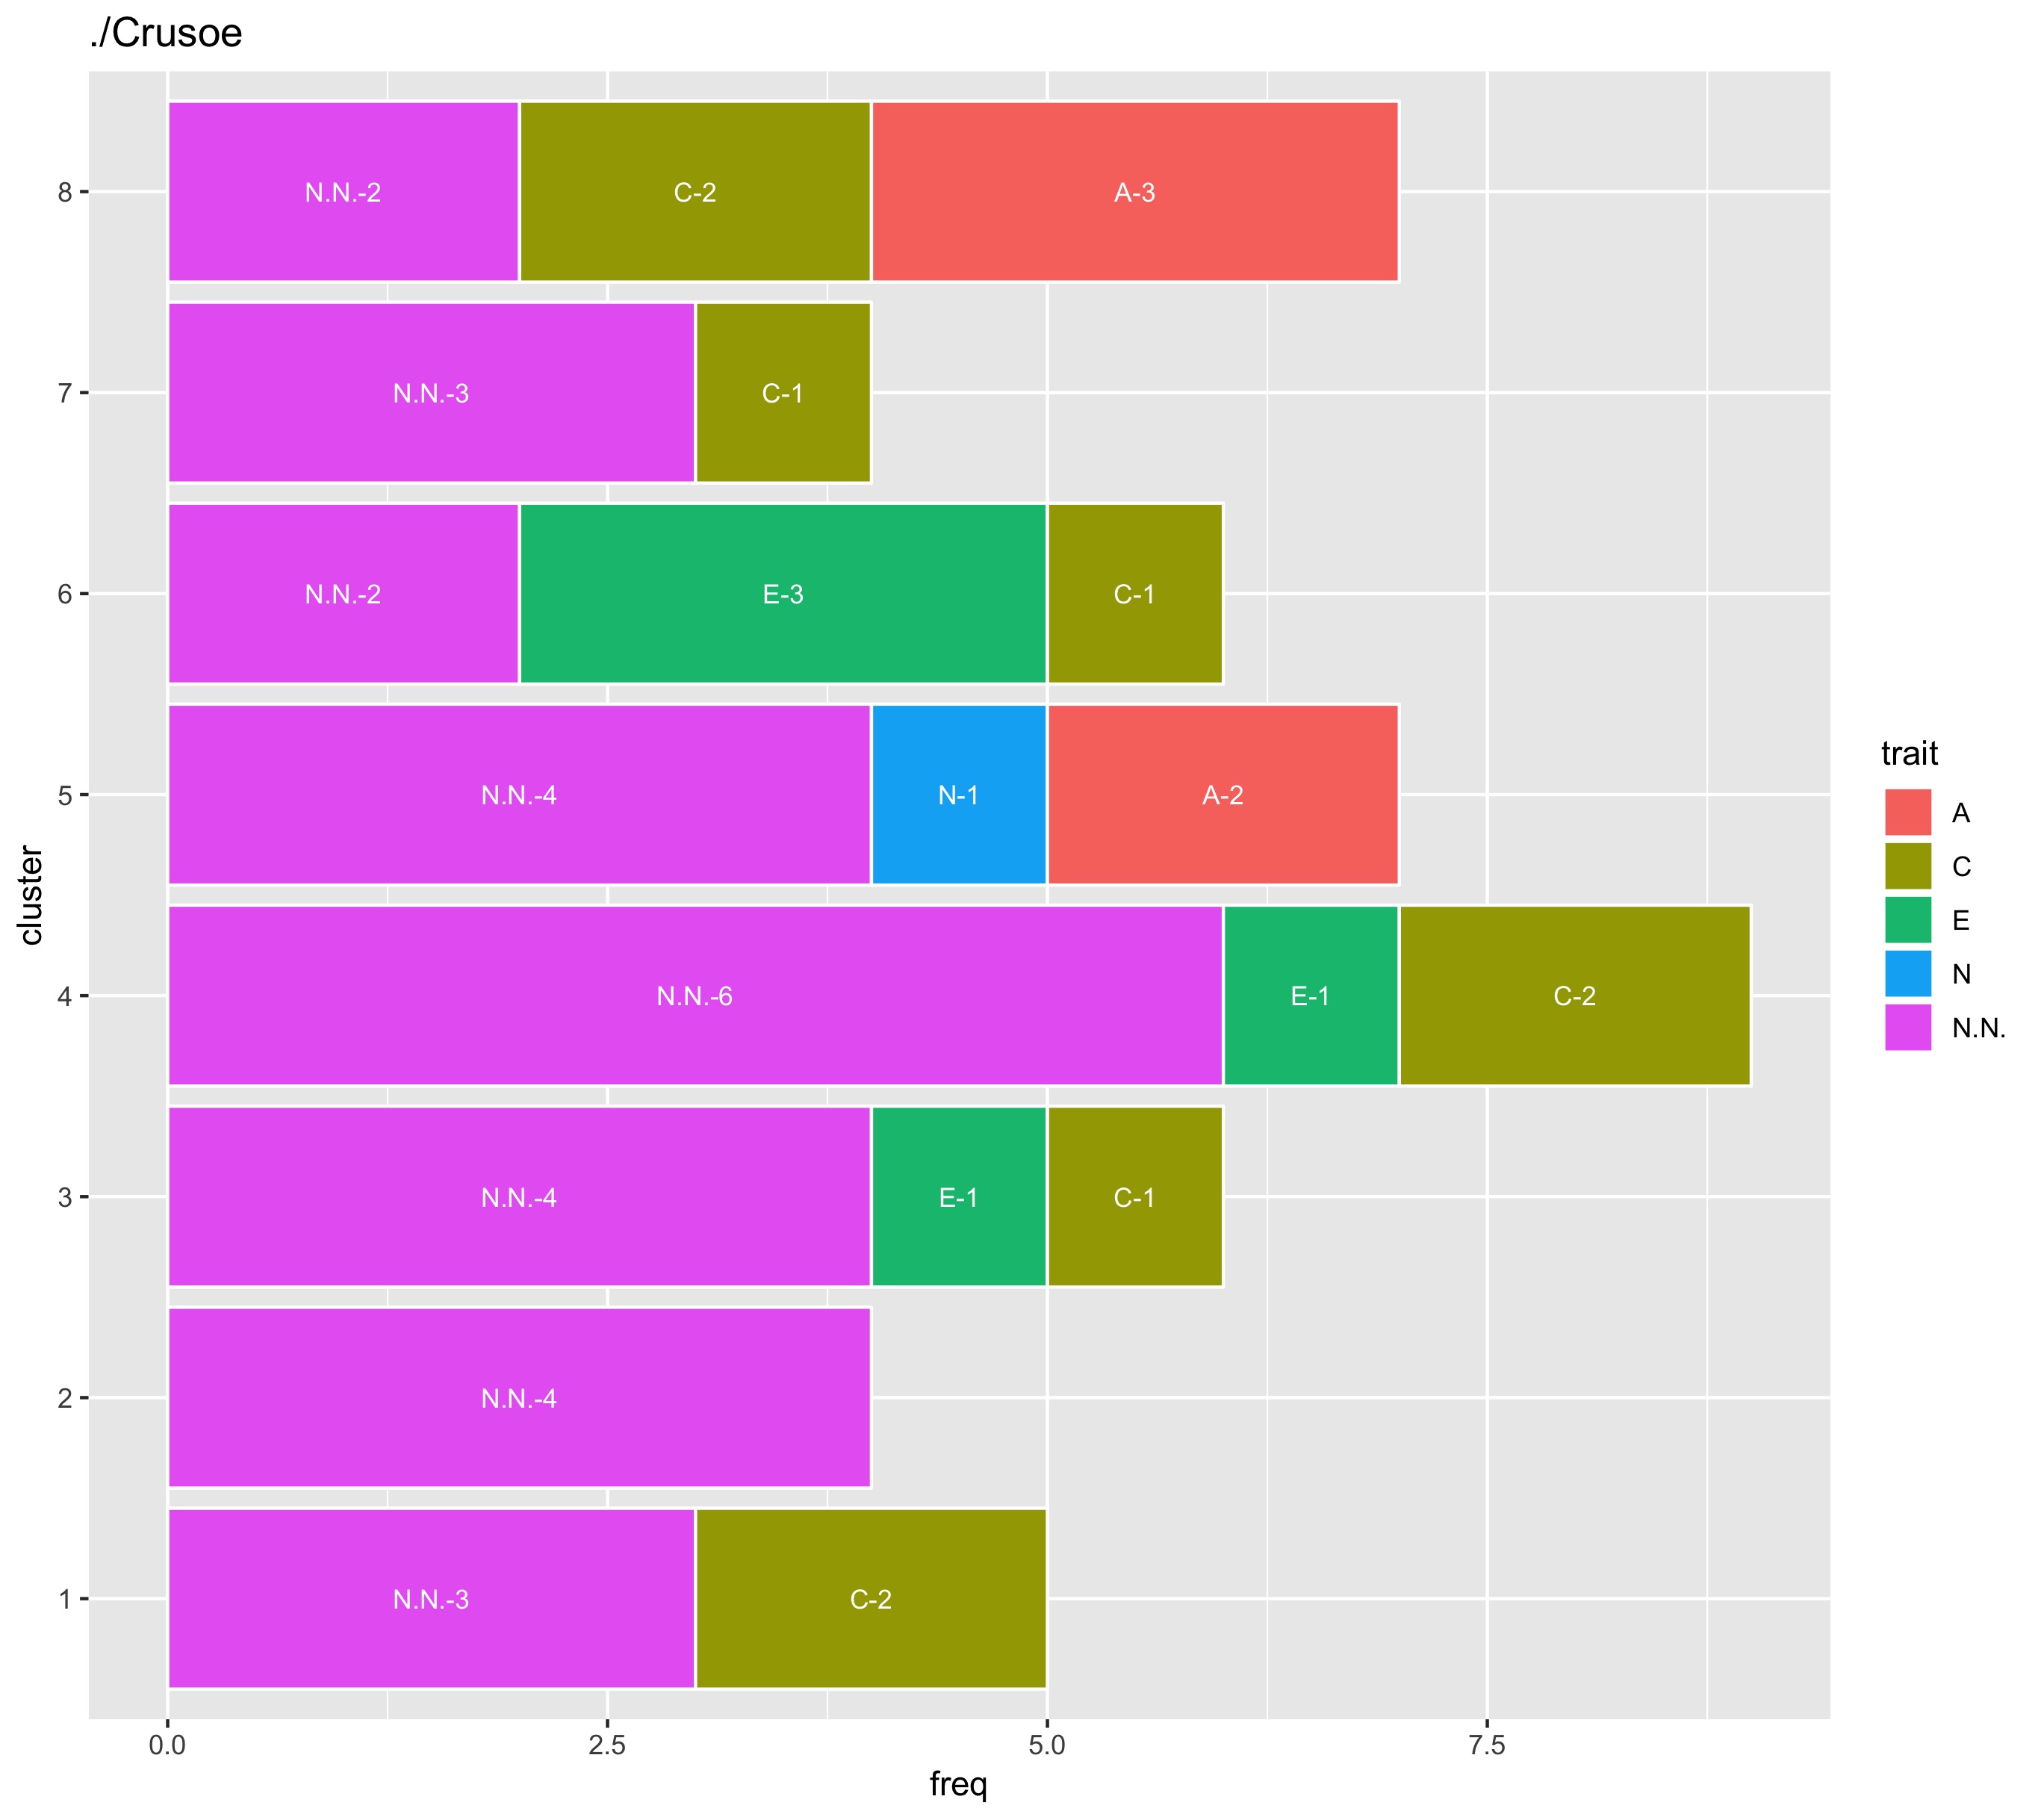 ./Crusoe
cluster
8
N.N.-2
C-2
A-3
7
N.N.-3
C-1
6
N.N.-2
E-3
C-1
5
N.N.-4
N-1
A-2
4
N.N.-6
E-1
C-2
3
N.N.-4
E-1
C-1
2
N.N.-4
1
N.N.-3
C-2
0.0
2.5
5.0
7.5
freq
trait
A
C
E
N
N.N.